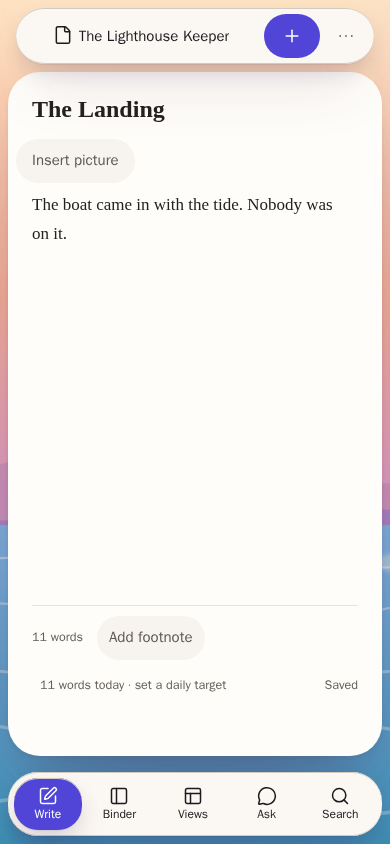 The Lighthouse Keeper
The Landing
Insert picture
The boat came in with the tide. Nobody was
on it.
11 words
Add footnote
11 words today · set a daily target
Saved
Write
Binder
Views
Ask
Search